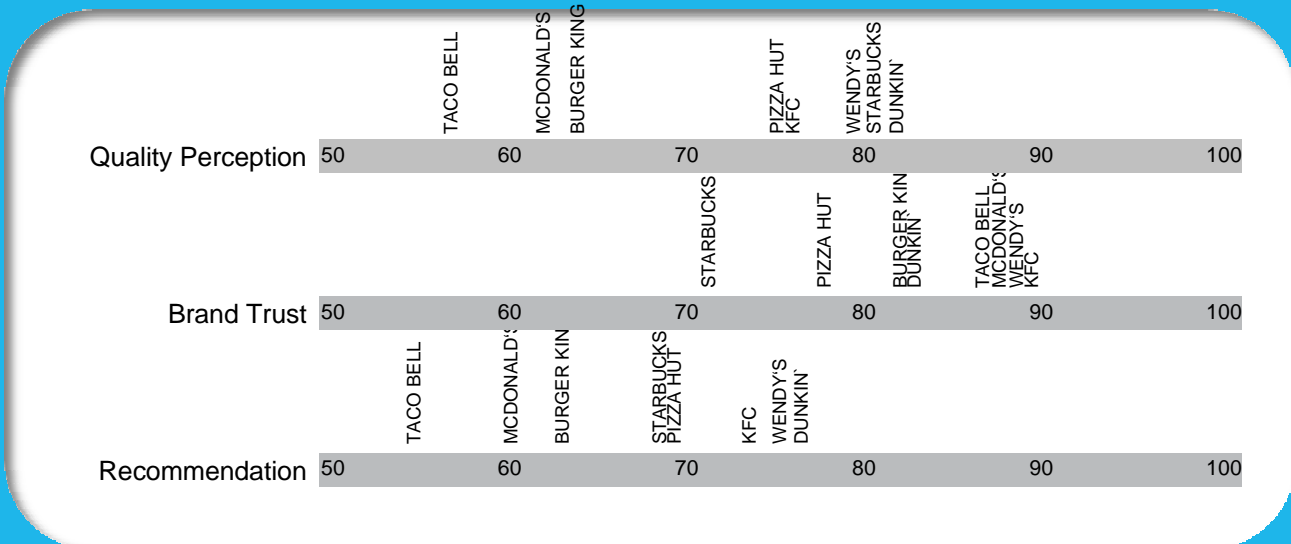 TACO BELL MCDONALD'S BURGER KING PIZZA HUT KFC WENDY'S STARBUCKS DUNKIN`
Quality Perception 50 60 70 80 90 100
STARBUCKS PIZZA HUT BURGER KIN DUNKIN` TACO BELL MCDONALD'S WENDY'S KFC
Brand Trust 50 60 70 80 90 100
TACO BELL MCDONALD'S BURGER KIN STARBUCKS PIZZA HUT KFC WENDY'S DUNKIN`
Recommendation 50 60 70 80 90 100